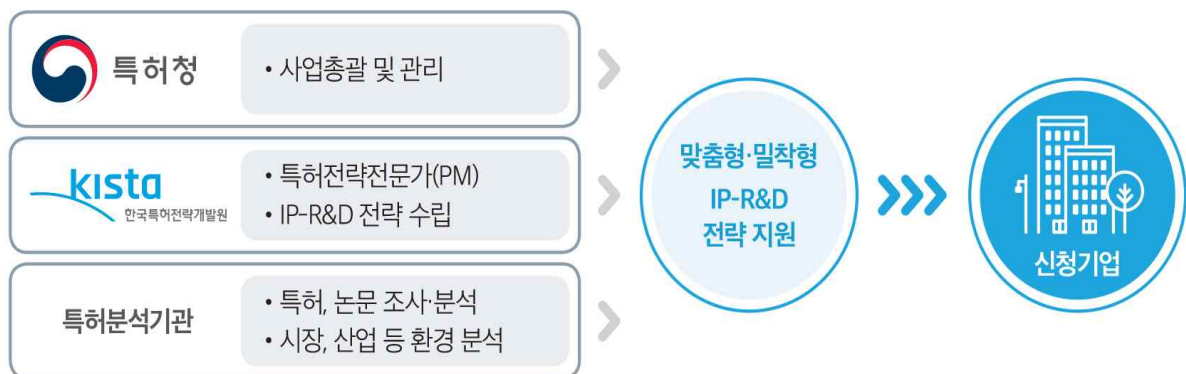 특허청
• 사업총괄 및 관리
kista
한국특허전략개발원
• 특허전략전문가(PM)
• IP-R&D 전략 수립
특허분석기관
• 특허, 논문 조사·분석
• 시장, 산업 등 환경 분석
맞춤형·밀착형
IP-R&D
전략 지원
신청기업